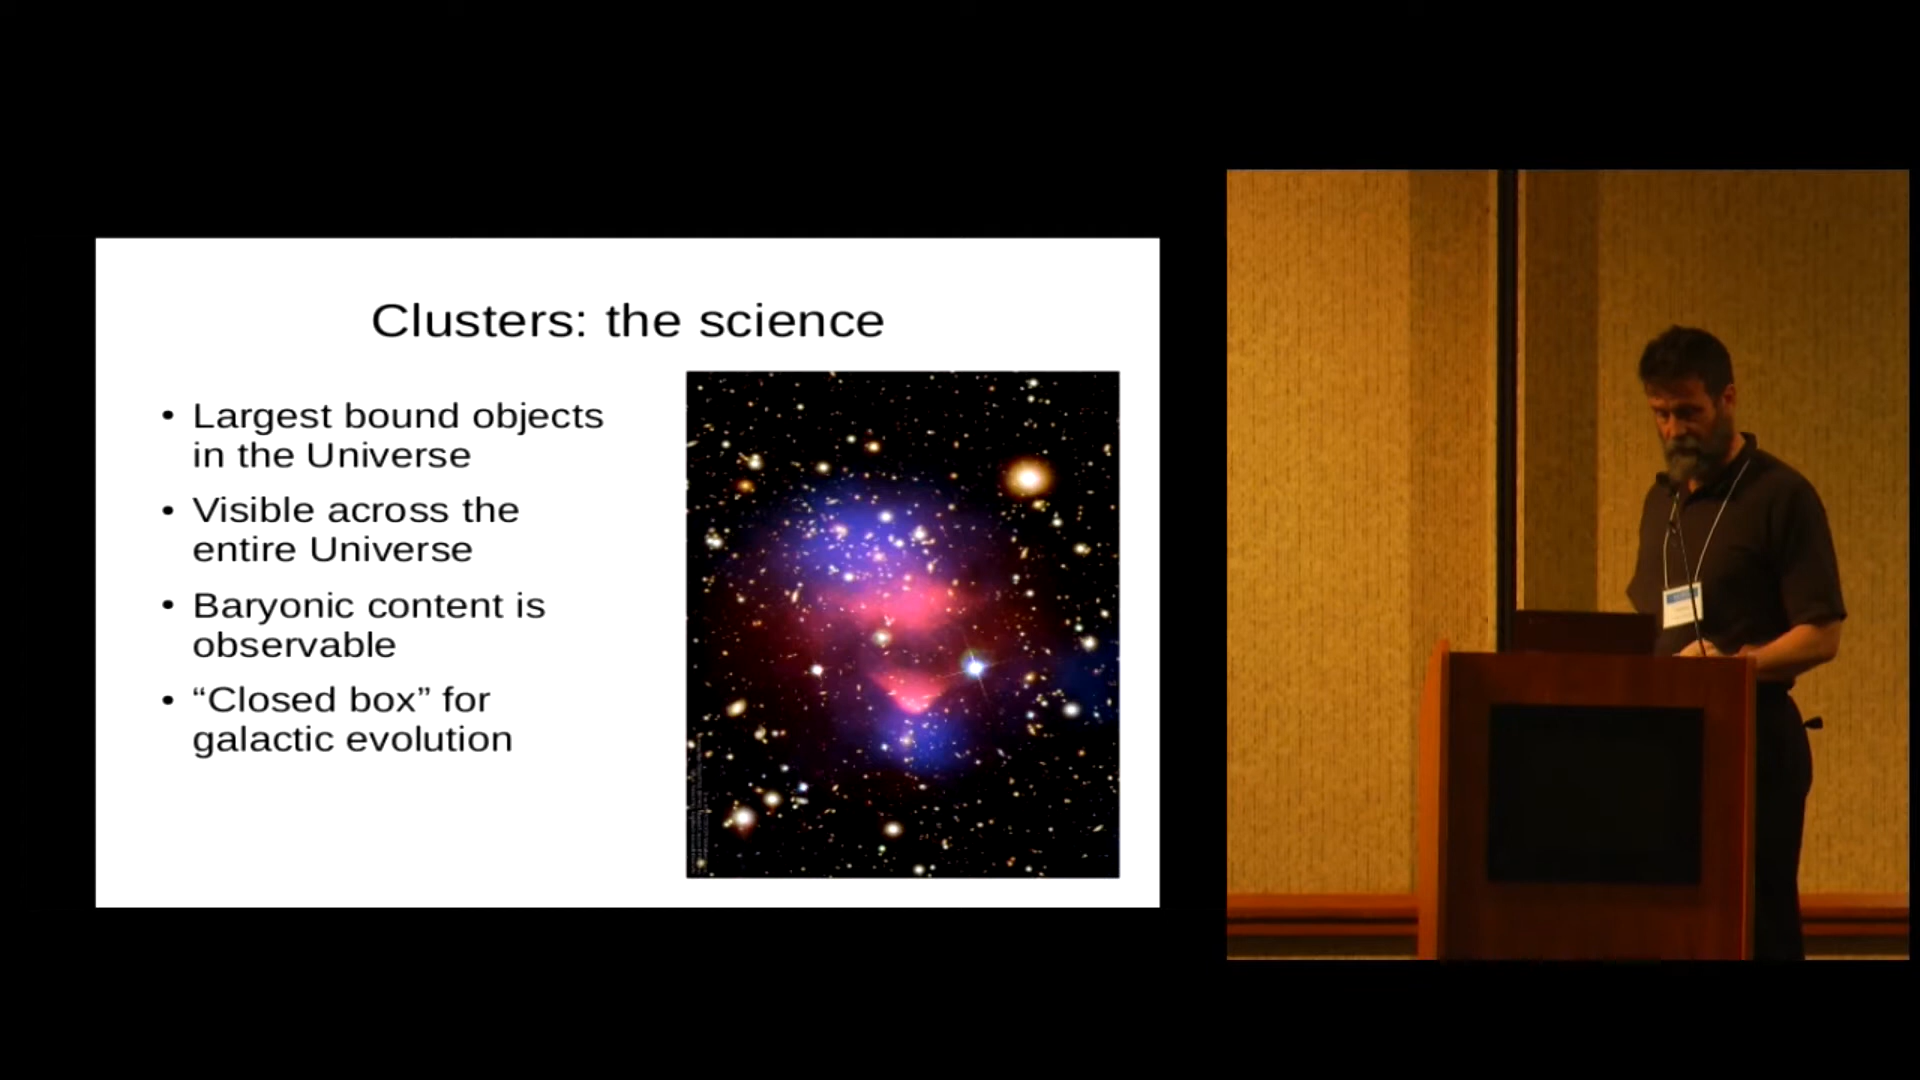 Clusters: the science
• Largest bound objects
in the Universe
• Visible across the
entire Universe
• Baryonic content is
observable
• “Closed box” for
galactic evolution